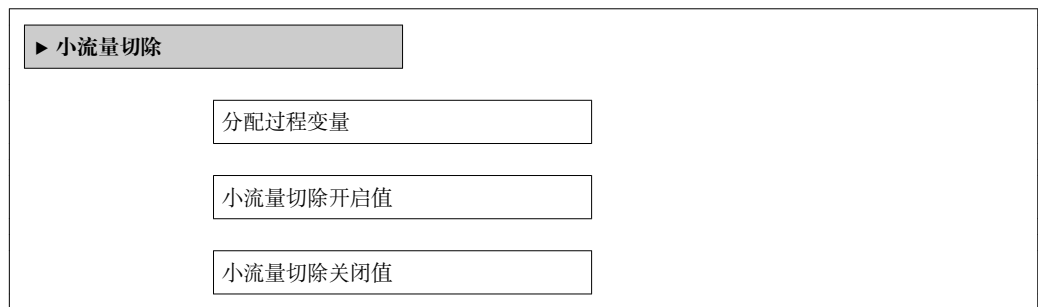 ▶ 小流量切除
分配过程变量
小流量切除开启值
小流量切除关闭值